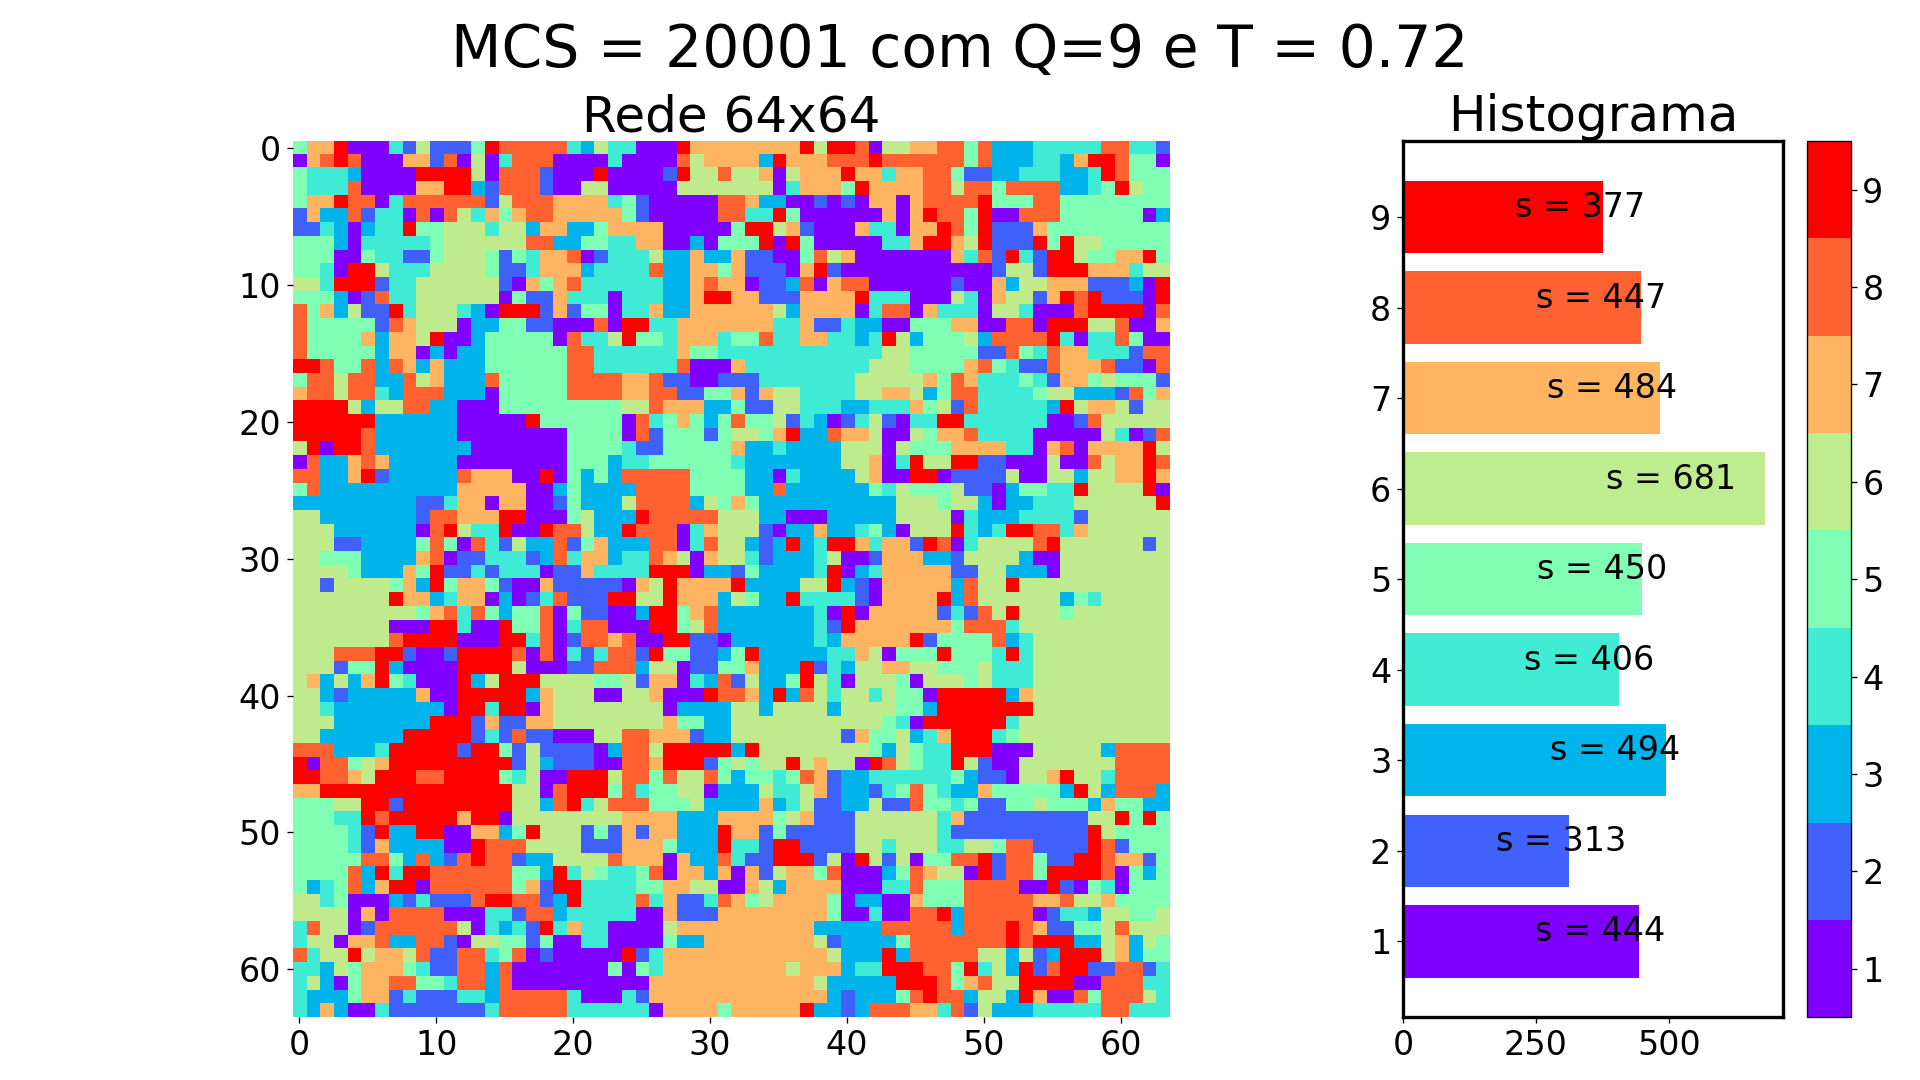 MCS = 20001 com Q=9 e T = 0.72
Rede 64x64
0
10
20
30
40
50
60
0 10 20 30 40 50 60
Histograma
9 s = 377
8 s = 447
7 s = 484
6 s = 681
5 s = 450
4 s = 406
3 s = 494
2 s = 313
1 s = 444
0 250 500
9
8
7
6
5
4
3
2
1